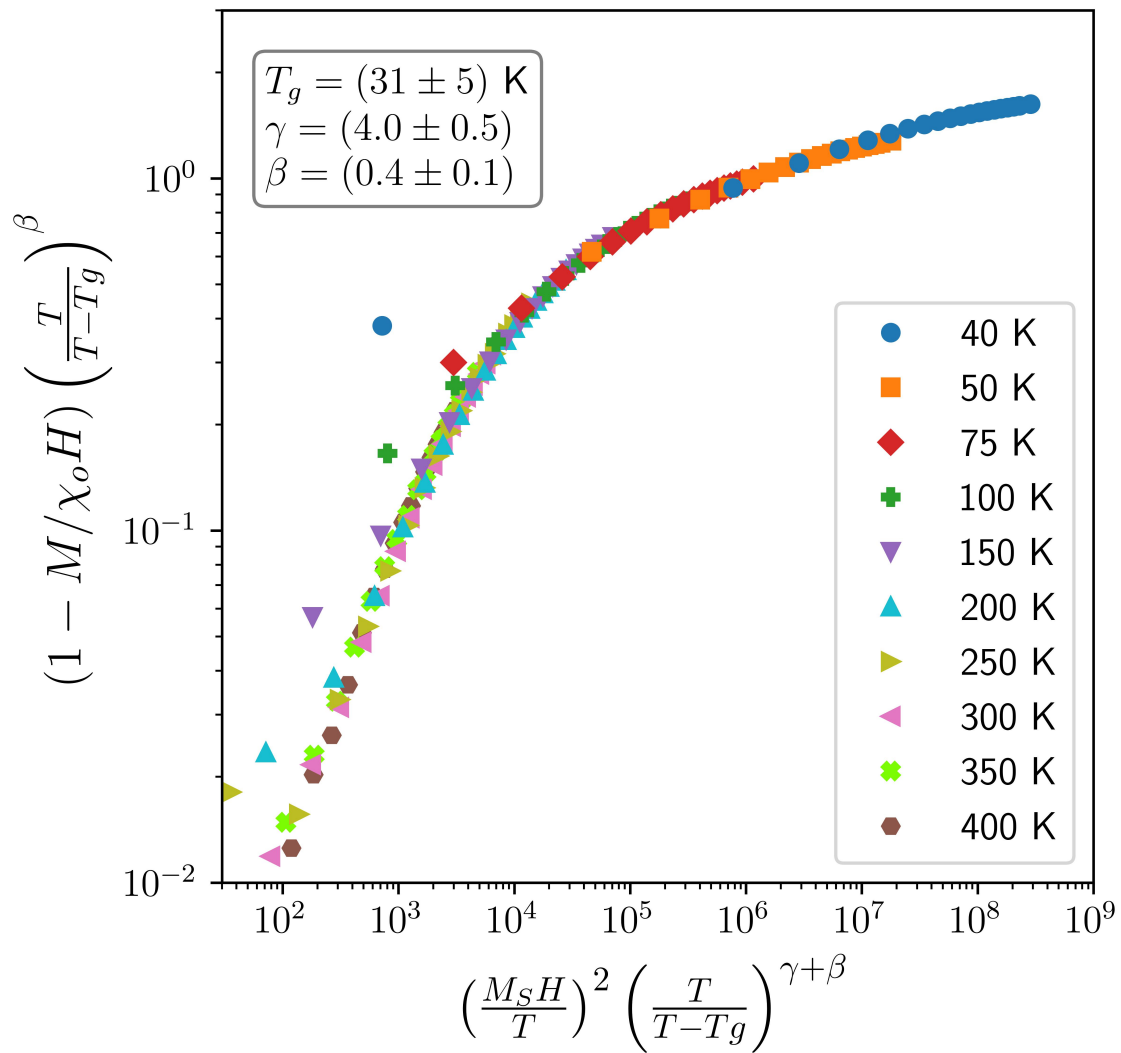 T_g = (31 ± 5) K
γ = (4.0 ± 0.5)
β = (0.4 ± 0.1)
(1 − M/χ_oH) (T/(T−Tg))^β
10^0
10^−1
10^−2
40 K
50 K
75 K
100 K
150 K
200 K
250 K
300 K
350 K
400 K
10^2 10^3 10^4 10^5 10^6 10^7 10^8 10^9
(M_SH/T)^2 (T/(T−Tg))^γ+β